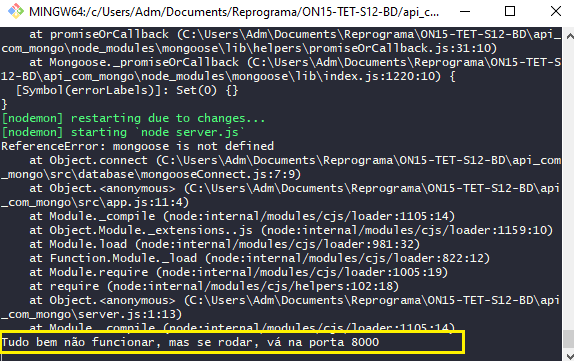 MINGW64:/c/Users/Adm/Documents/Reprograma/ON15-TET-S12-BD/api_c...
at promiseOrCallback (C:\Users\Adm\Documents\Reprograma\ON15-TET-S12-BD\api
_com_mongo\node_modules\mongoose\lib\helpers\promiseOrCallback.js:31:10)
at Mongoose._promiseOrCallback (C:\Users\Adm\Documents\Reprograma\ON15-TET-S
12-BD\api_com_mongo\node_modules\mongoose\lib\index.js:1220:10) {
[Symbol(errorLabels)]: Set(0) {}
}
[nodemon] restarting due to changes...
[nodemon] starting `node server.js`
ReferenceError: mongoose is not defined
at Object.connect (C:\Users\Adm\Documents\Reprograma\ON15-TET-S12-BD\api_com
_mongo\src\database\mongooseConnect.js:7:9)
at Object.<anonymous> (C:\Users\Adm\Documents\Reprograma\ON15-TET-S12-BD\api
_com_mongo\src\app.js:11:4)
at Module._compile (node:internal/modules/cjs/loader:1105:14)
at Object.Module._extensions..js (node:internal/modules/cjs/loader:1159:10)
at Module.load (node:internal/modules/cjs/loader:981:32)
at Function.Module._load (node:internal/modules/cjs/loader:822:12)
at Module.require (node:internal/modules/cjs/loader:1005:19)
at require (node:internal/modules/cjs/helpers:102:18)
at Object.<anonymous> (C:\Users\Adm\Documents\Reprograma\ON15-TET-S12-BD\api
_com_mongo\server.js:1:13)
at Module._compile (node:internal/modules/cjs/loader:1105:14)
Tudo bem não funcionar, mas se rodar, vá na porta 8000